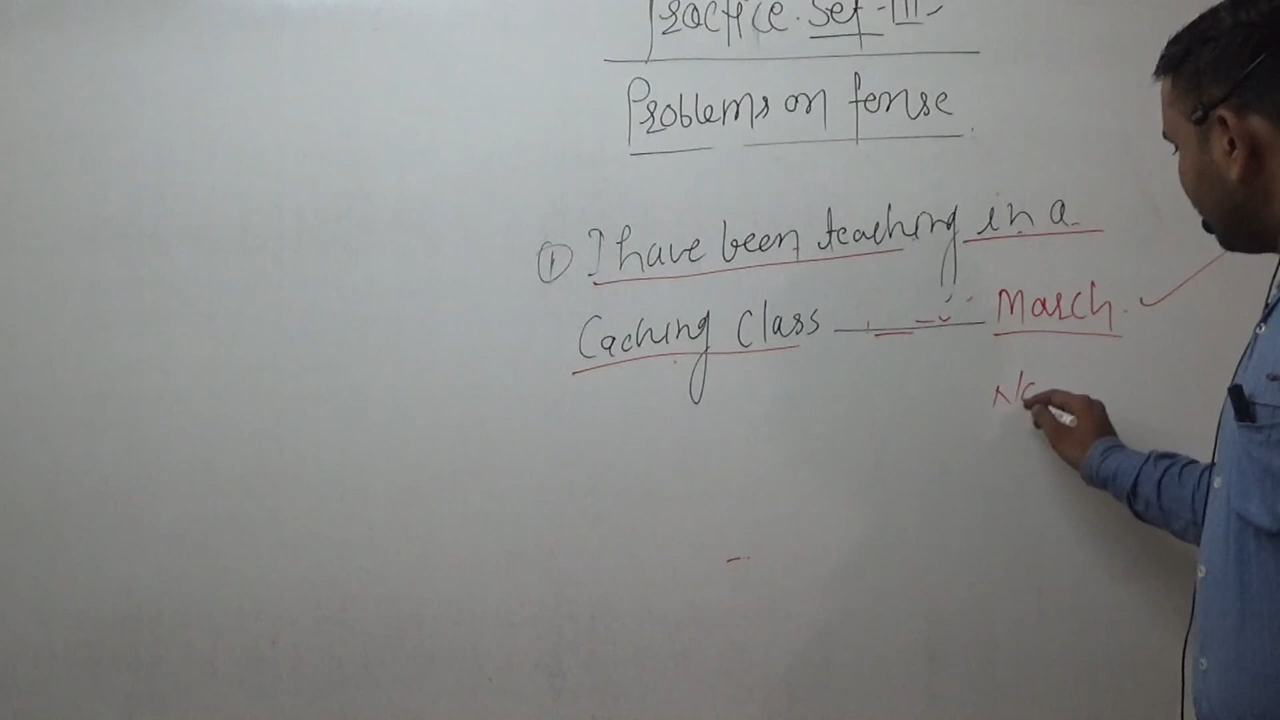 Practice. Set-III
Problems on tense
① I have been teaching in a
Caching Class ____ March.